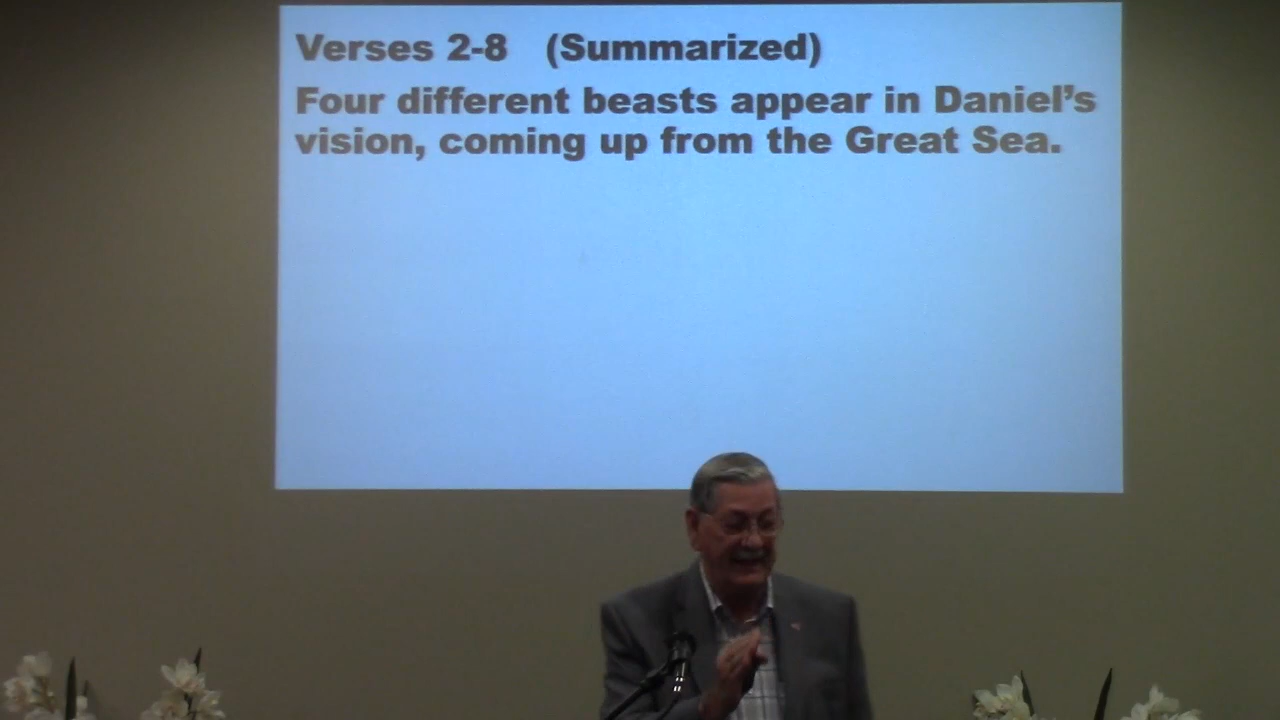 Verses 2-8 (Summarized)
Four different beasts appear in Daniel’s
vision, coming up from the Great Sea.